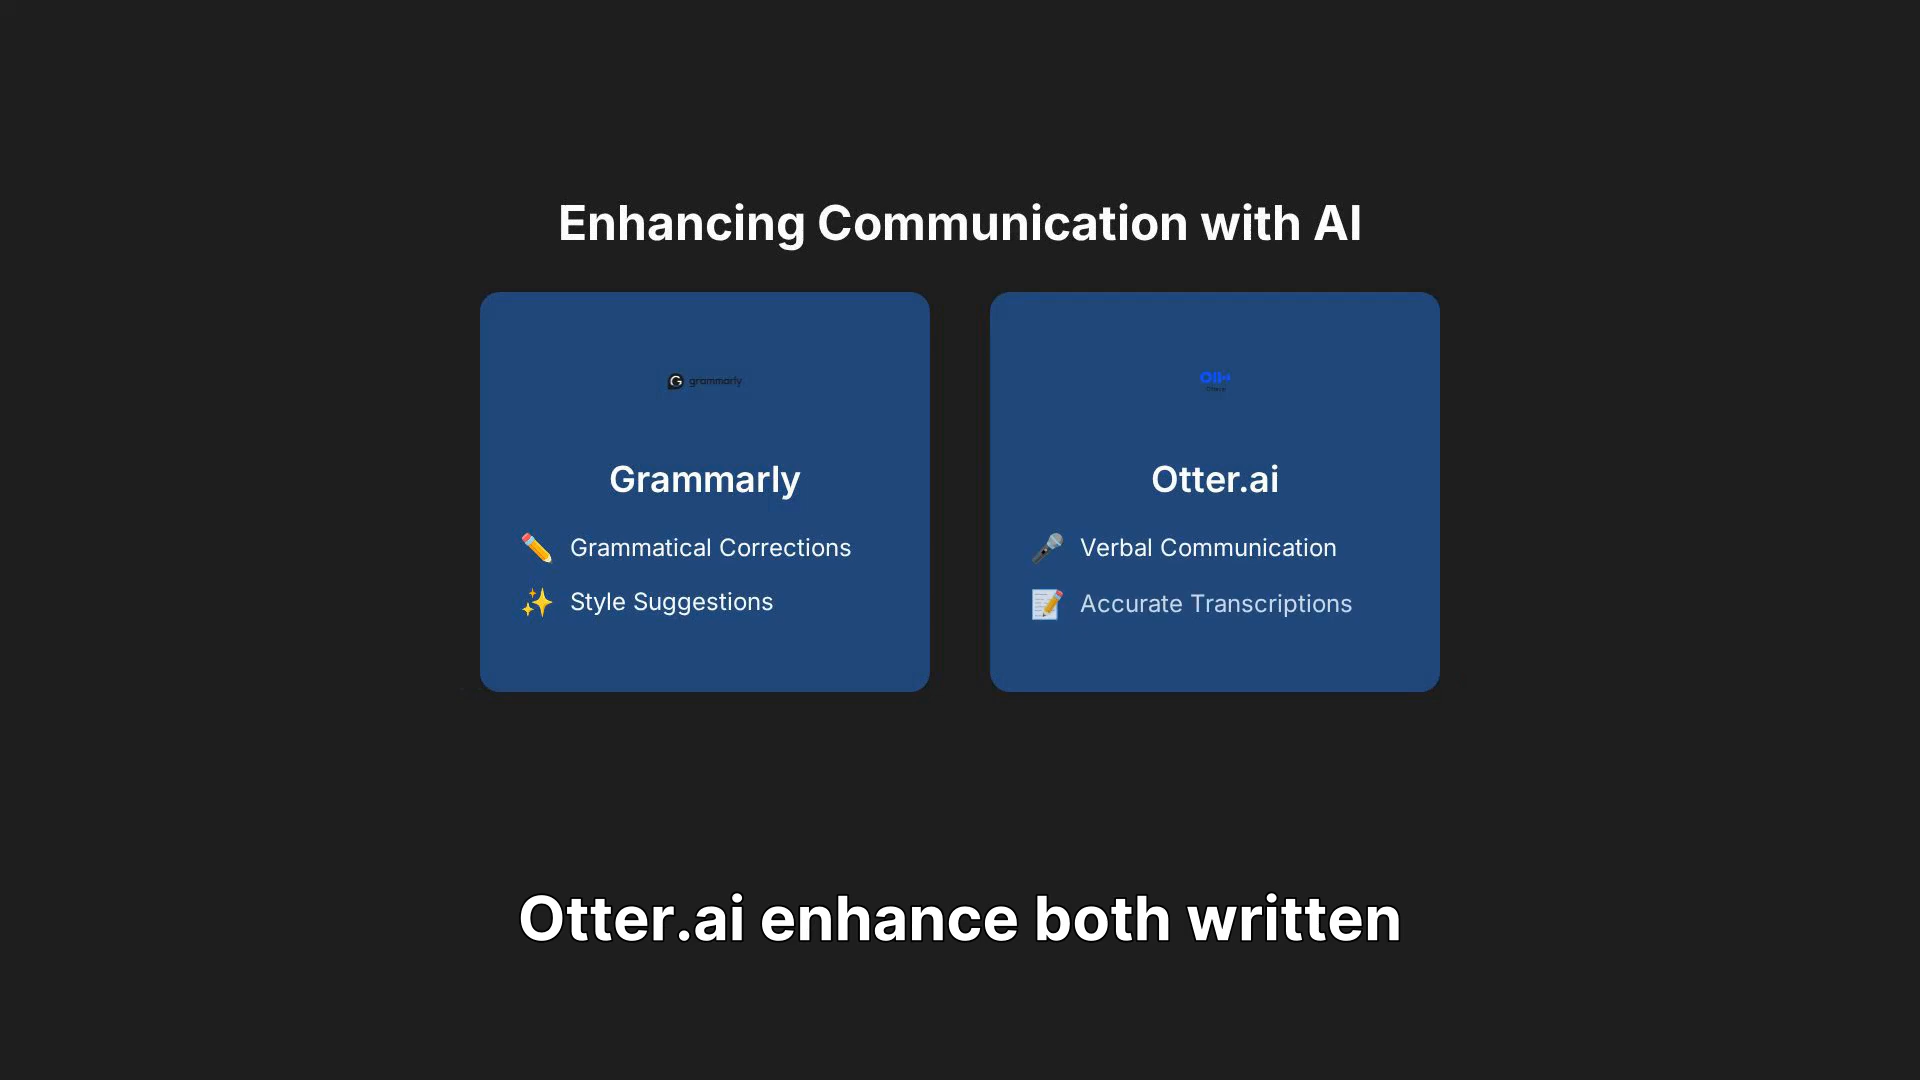 Enhancing Communication with AI
grammarly
Grammarly
Grammatical Corrections
Style Suggestions
Otter.ai
Verbal Communication
Accurate Transcriptions
Otter.ai enhance both written